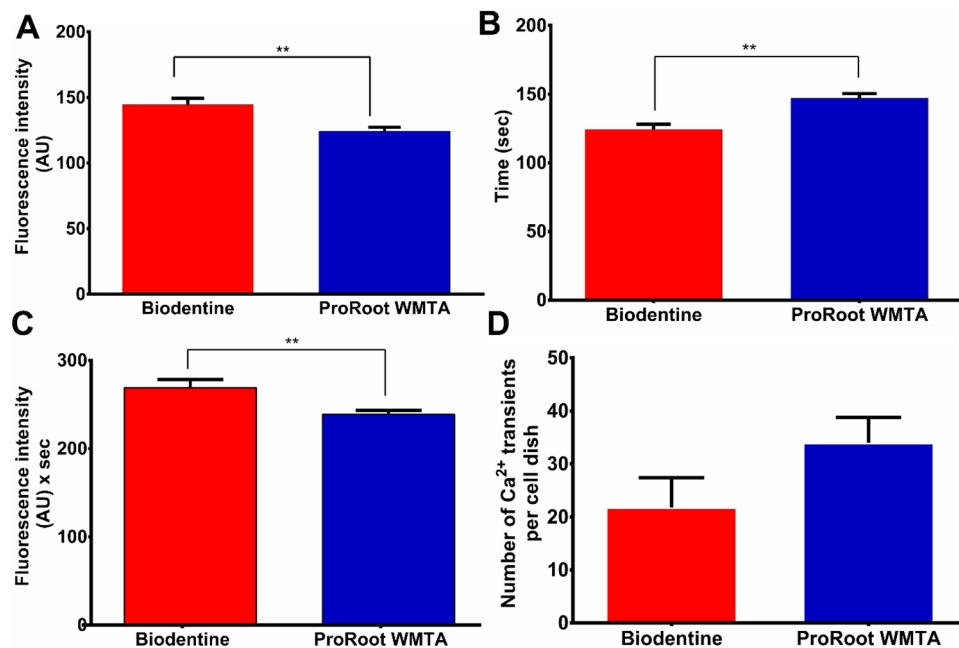 A
Fluorescence intensity
(AU)
200
150
100
50
0
**
Biodentine
ProRoot WMTA
B
Time (sec)
200
150
100
50
0
**
Biodentine
ProRoot WMTA
C
Fluorescence intensity
(AU) x sec
300
200
100
0
**
Biodentine
ProRoot WMTA
D
Number of Ca²⁺ transients
per cell dish
50
40
30
20
10
0
Biodentine
ProRoot WMTA